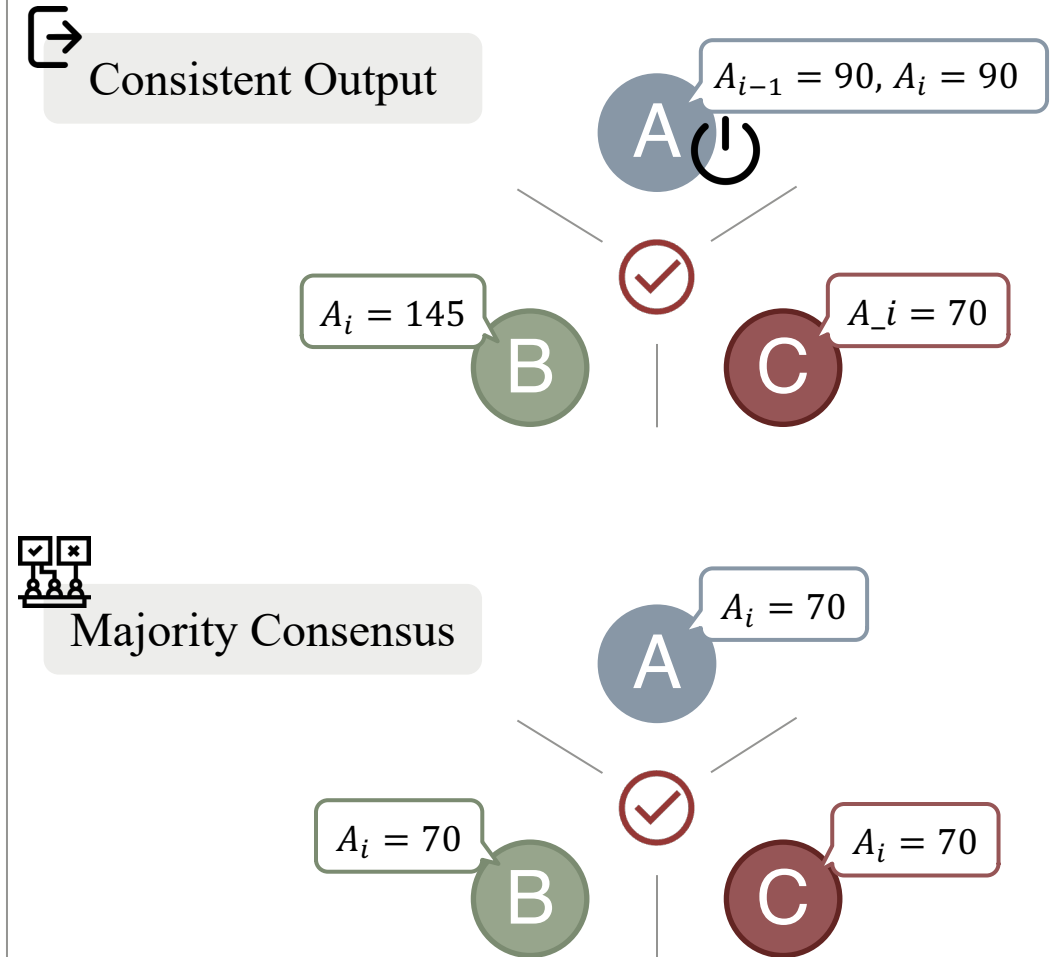 Consistent Output
A_{i−1} = 90, A_i = 90
A
A_i = 145
A_i = 70
B
C
Majority Consensus
A_i = 70
A
A_i = 70
A_i = 70
B
C